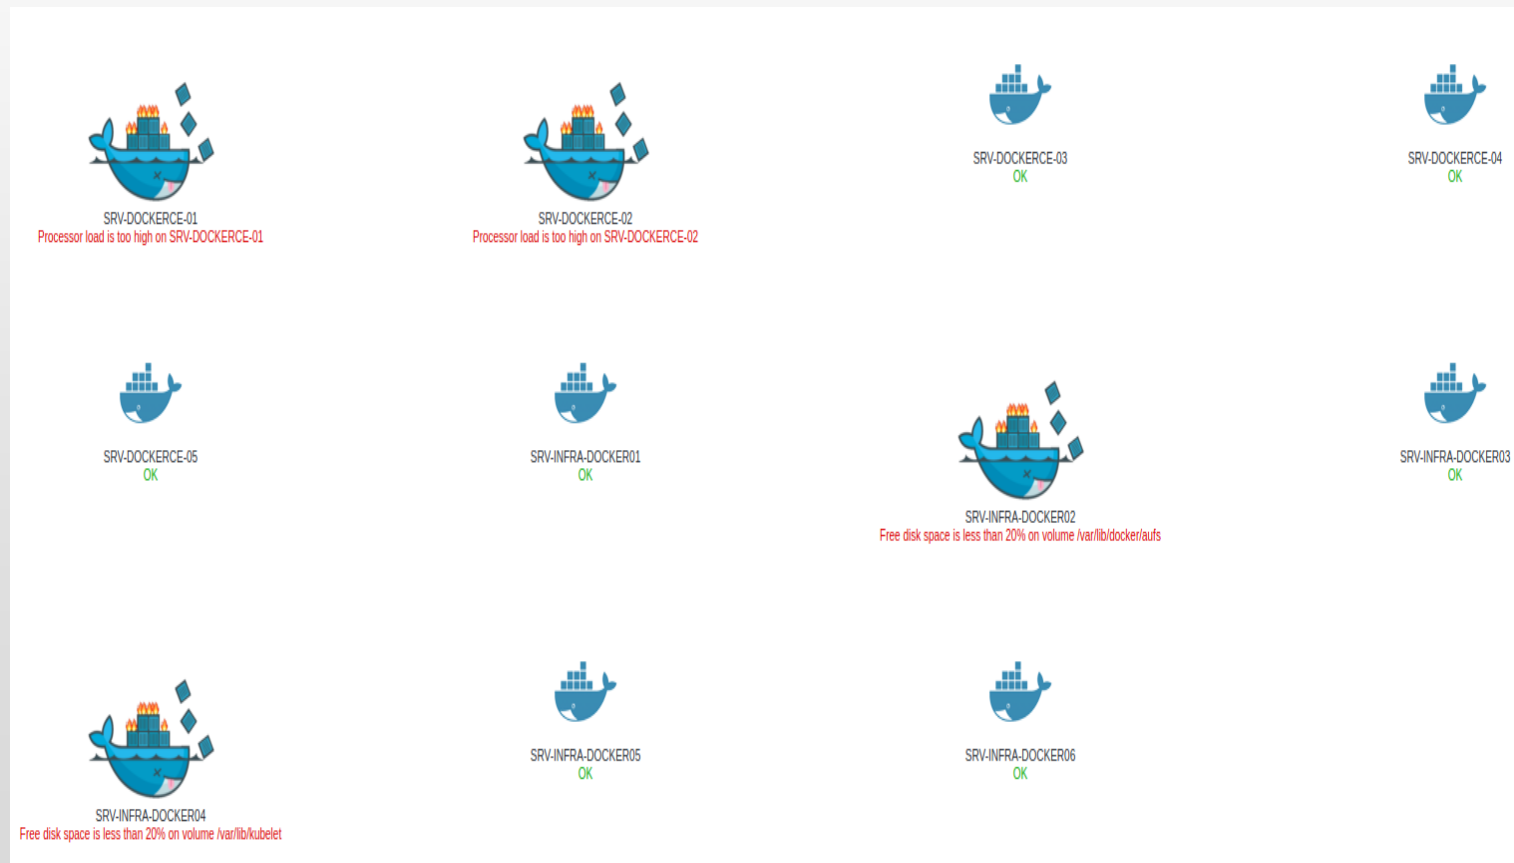 SRV-DOCKERCE-01
Processor load is too high on SRV-DOCKERCE-01
SRV-DOCKERCE-02
Processor load is too high on SRV-DOCKERCE-02
SRV-DOCKERCE-03
OK
SRV-DOCKERCE-04
OK
SRV-DOCKERCE-05
OK
SRV-INFRA-DOCKER01
OK
SRV-INFRA-DOCKER02
Free disk space is less than 20% on volume /var/lib/docker/aufs
SRV-INFRA-DOCKER03
OK
SRV-INFRA-DOCKER04
Free disk space is less than 20% on volume /var/lib/kubelet
SRV-INFRA-DOCKER05
OK
SRV-INFRA-DOCKER06
OK